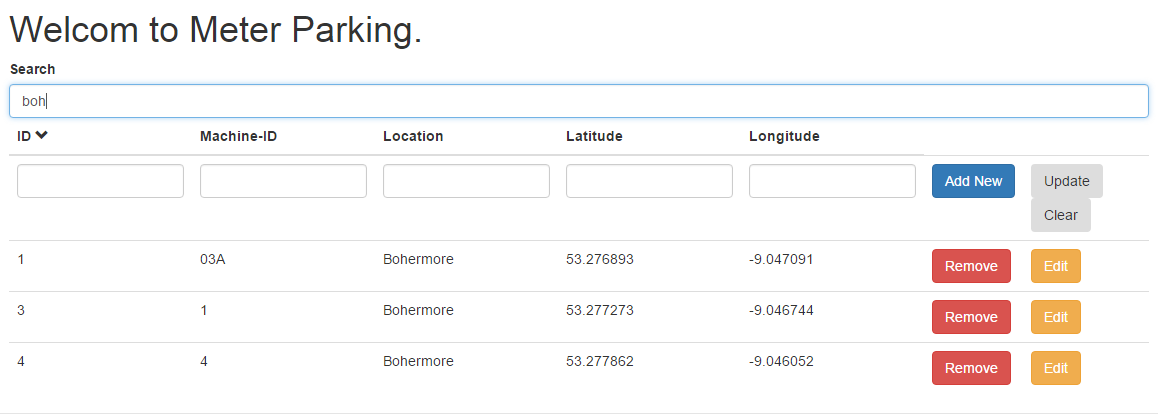 Welcom to Meter Parking.
Search
boh
ID Machine-ID Location Latitude Longitude
Add New Update
Clear
1 03A Bohermore 53.276893 -9.047091 Remove Edit
3 1 Bohermore 53.277273 -9.046744 Remove Edit
4 4 Bohermore 53.277862 -9.046052 Remove Edit